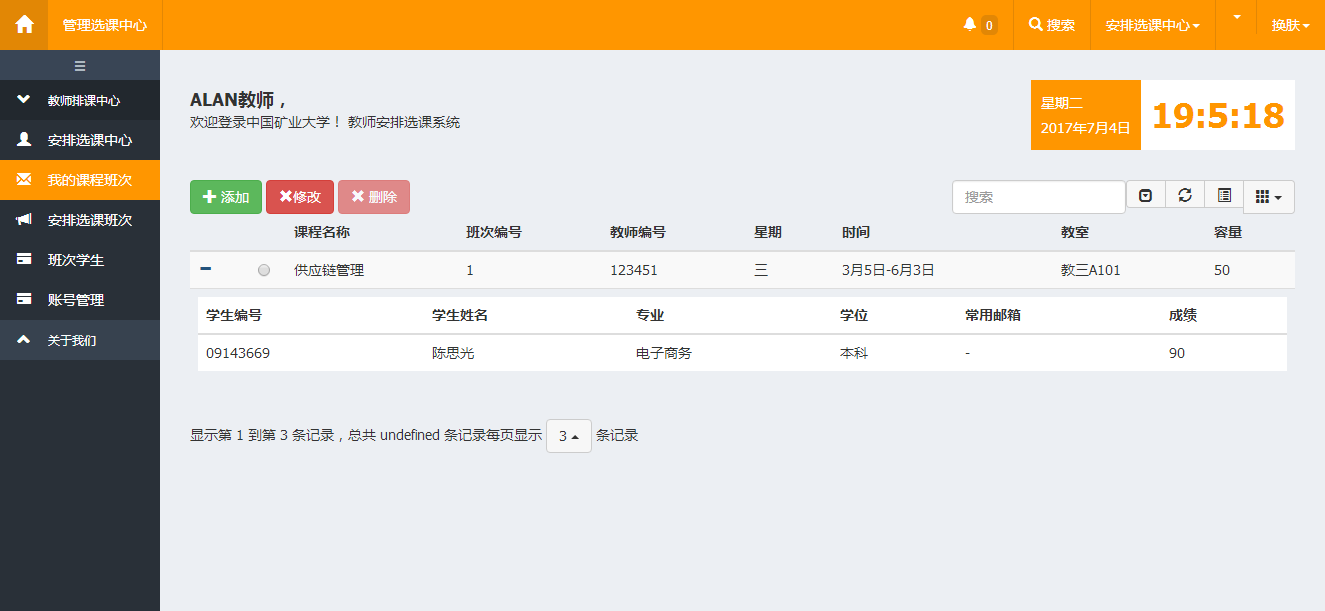 管理选课中心
0
搜索
安排选课中心
换肤
教师排课中心
安排选课中心
我的课程班次
安排选课班次
班次学生
账号管理
关于我们
ALAN教师，
欢迎登录中国矿业大学！ 教师安排选课系统
星期二
2017年7月4日
19:5:18
添加 修改 删除
搜索
课程名称 班次编号 教师编号 星期 时间 教室 容量
供应链管理 1 123451 三 3月5日-6月3日 教三A101 50
学生编号 学生姓名 专业 学位 常用邮箱 成绩
09143669 陈思光 电子商务 本科 - 90
显示第 1 到第 3 条记录，总共 undefined 条记录每页显示 3 条记录